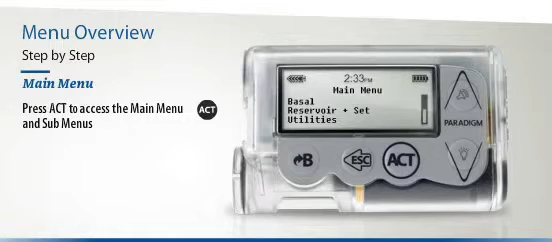 Menu Overview
Step by Step
Main Menu
Press ACT to access the Main Menu
and Sub Menus
ACT
2:33PM
Main Menu
Basal
Reservoir + Set
Utilities
PARADIGM
B
ESC
ACT